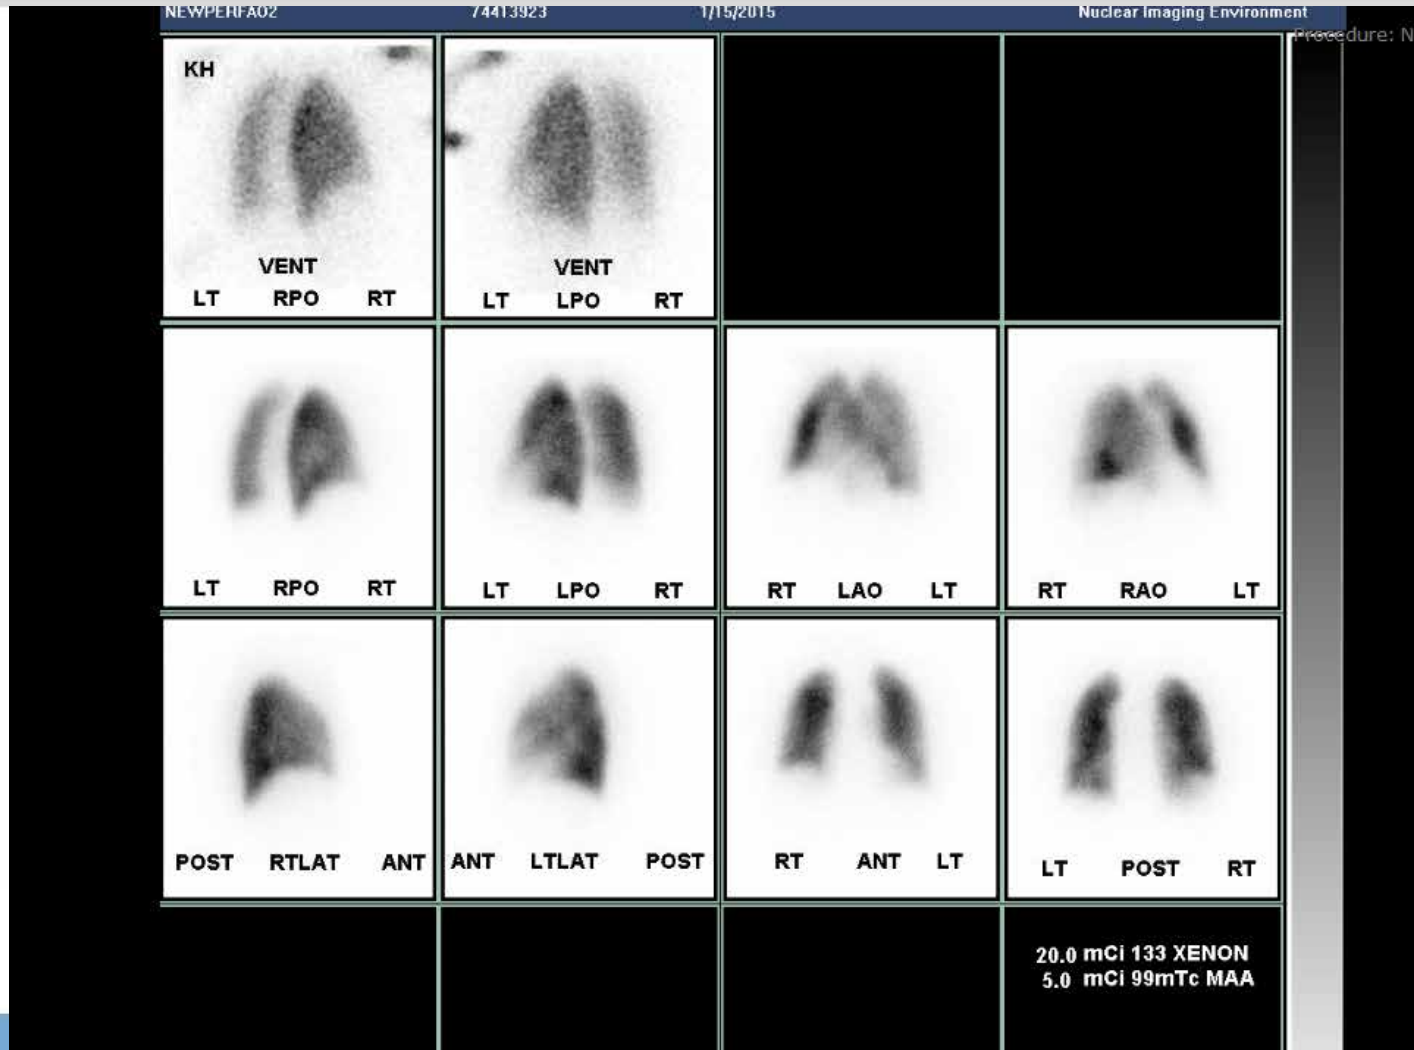 NEWPERFAO2 74413923 1/15/2015 Nuclear Imaging Environment
Procedure: N
KH
VENT VENT
LT RPO RT LT LPO RT
LT RPO RT LT LPO RT RT LAO LT RT RAO LT
POST RTLAT ANT ANT LTLAT POST RT ANT LT LT POST RT
20.0 mCi 133 XENON
5.0 mCi 99mTc MAA